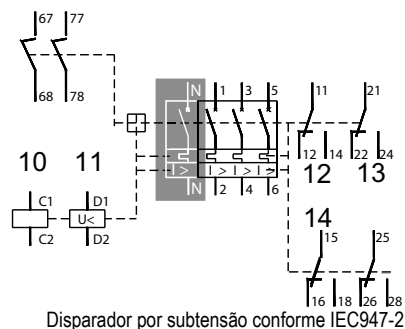 67 77
68 78
N 1 3 5
N 2 4 6
I > I > I > I >
11 21
12 14 22 24
10 11 12 13
C1 D1
U<
C2 D2
14
15 25
16 18 26 28
Disparador por subtensão conforme IEC947-2